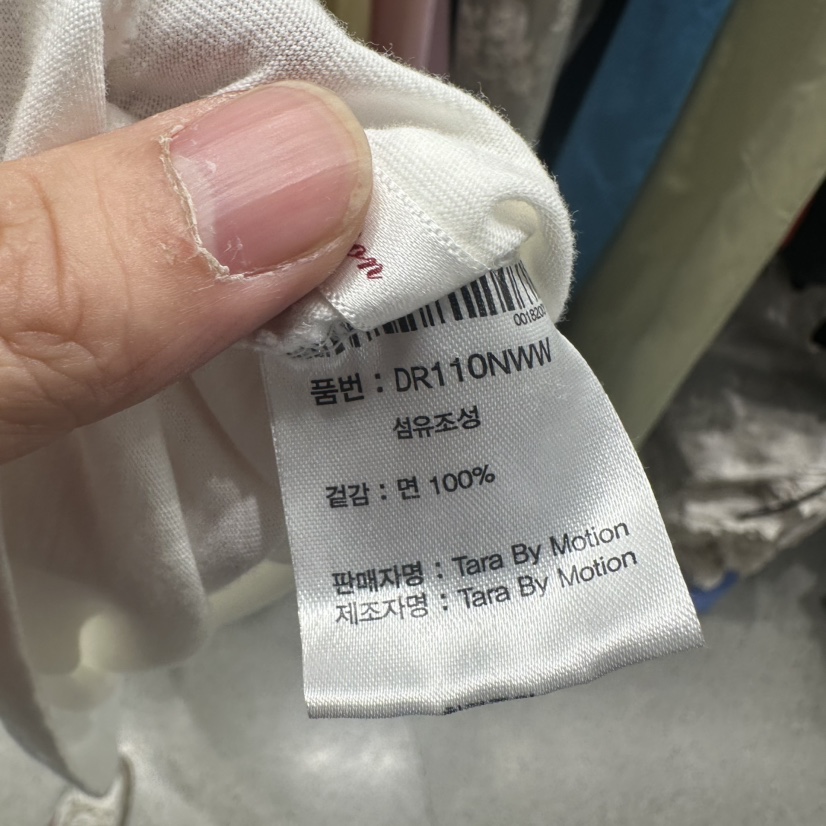 on
품번 : DR110NWW
섬유조성
겉감 : 면 100%
판매자명 : Tara By Motion
제조자명 : Tara By Motion